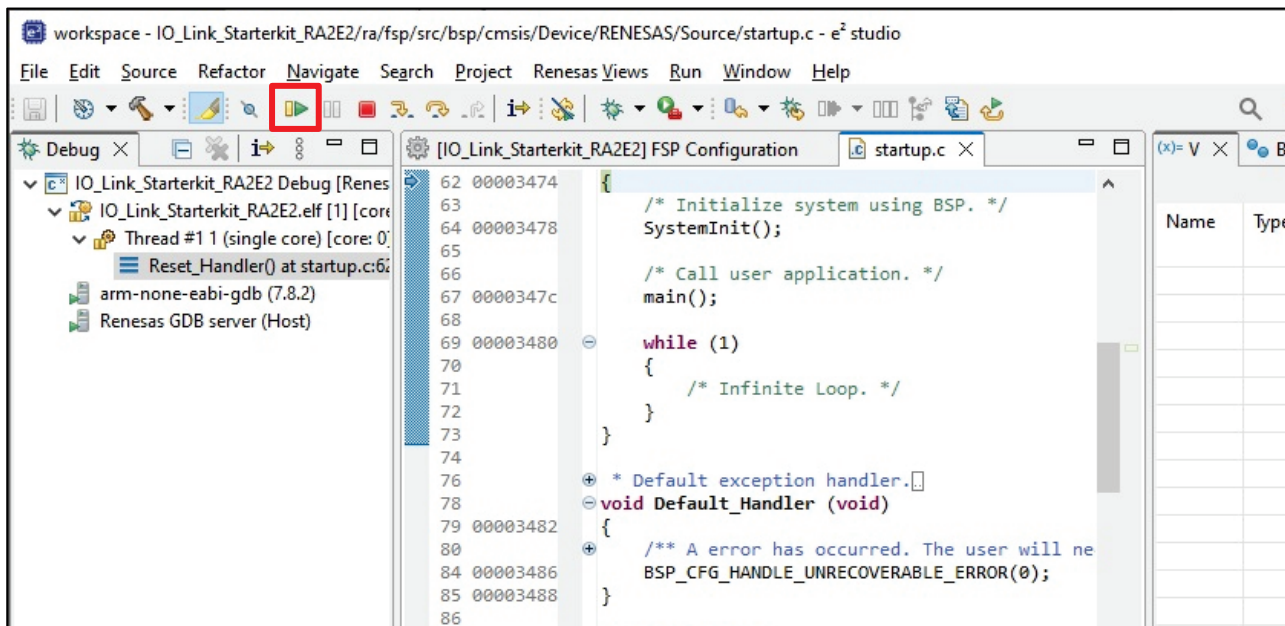 workspace - IO_Link_Starterkit_RA2E2/ra/fsp/src/bsp/cmsis/Device/RENESAS/Source/startup.c - e² studio
File Edit Source Refactor Navigate Search Project Renesas Views Run Window Help
Debug
IO_Link_Starterkit_RA2E2 Debug [Renes
IO_Link_Starterkit_RA2E2.elf [1] [core
Thread #1 1 (single core) [core: 0]
Reset_Handler() at startup.c:62
arm-none-eabi-gdb (7.8.2)
Renesas GDB server (Host)
[IO_Link_Starterkit_RA2E2] FSP Configuration startup.c
62 00003474 {
63 /* Initialize system using BSP. */
64 00003478 SystemInit();
65
66 /* Call user application. */
67 0000347c main();
68
69 00003480 while (1)
70 {
71 /* Infinite Loop. */
72 }
73 }
74
76 * Default exception handler.
78 void Default_Handler (void)
79 00003482 {
80 /** A error has occurred. The user will ne
84 00003486 BSP_CFG_HANDLE_UNRECOVERABLE_ERROR(0);
85 00003488 }
86
(x)= V B
Name Type